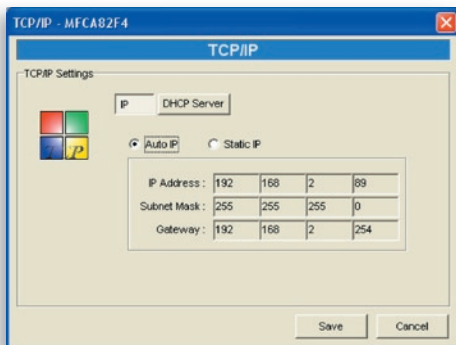 TCP/IP - MFCA82F4
TCP/IP
TCP/IP Settings
IP DHCP Server
Auto IP Static IP
IP Address : 192 168 2 89
Subnet Mask : 255 255 255 0
Gateway : 192 168 2 254
Save Cancel